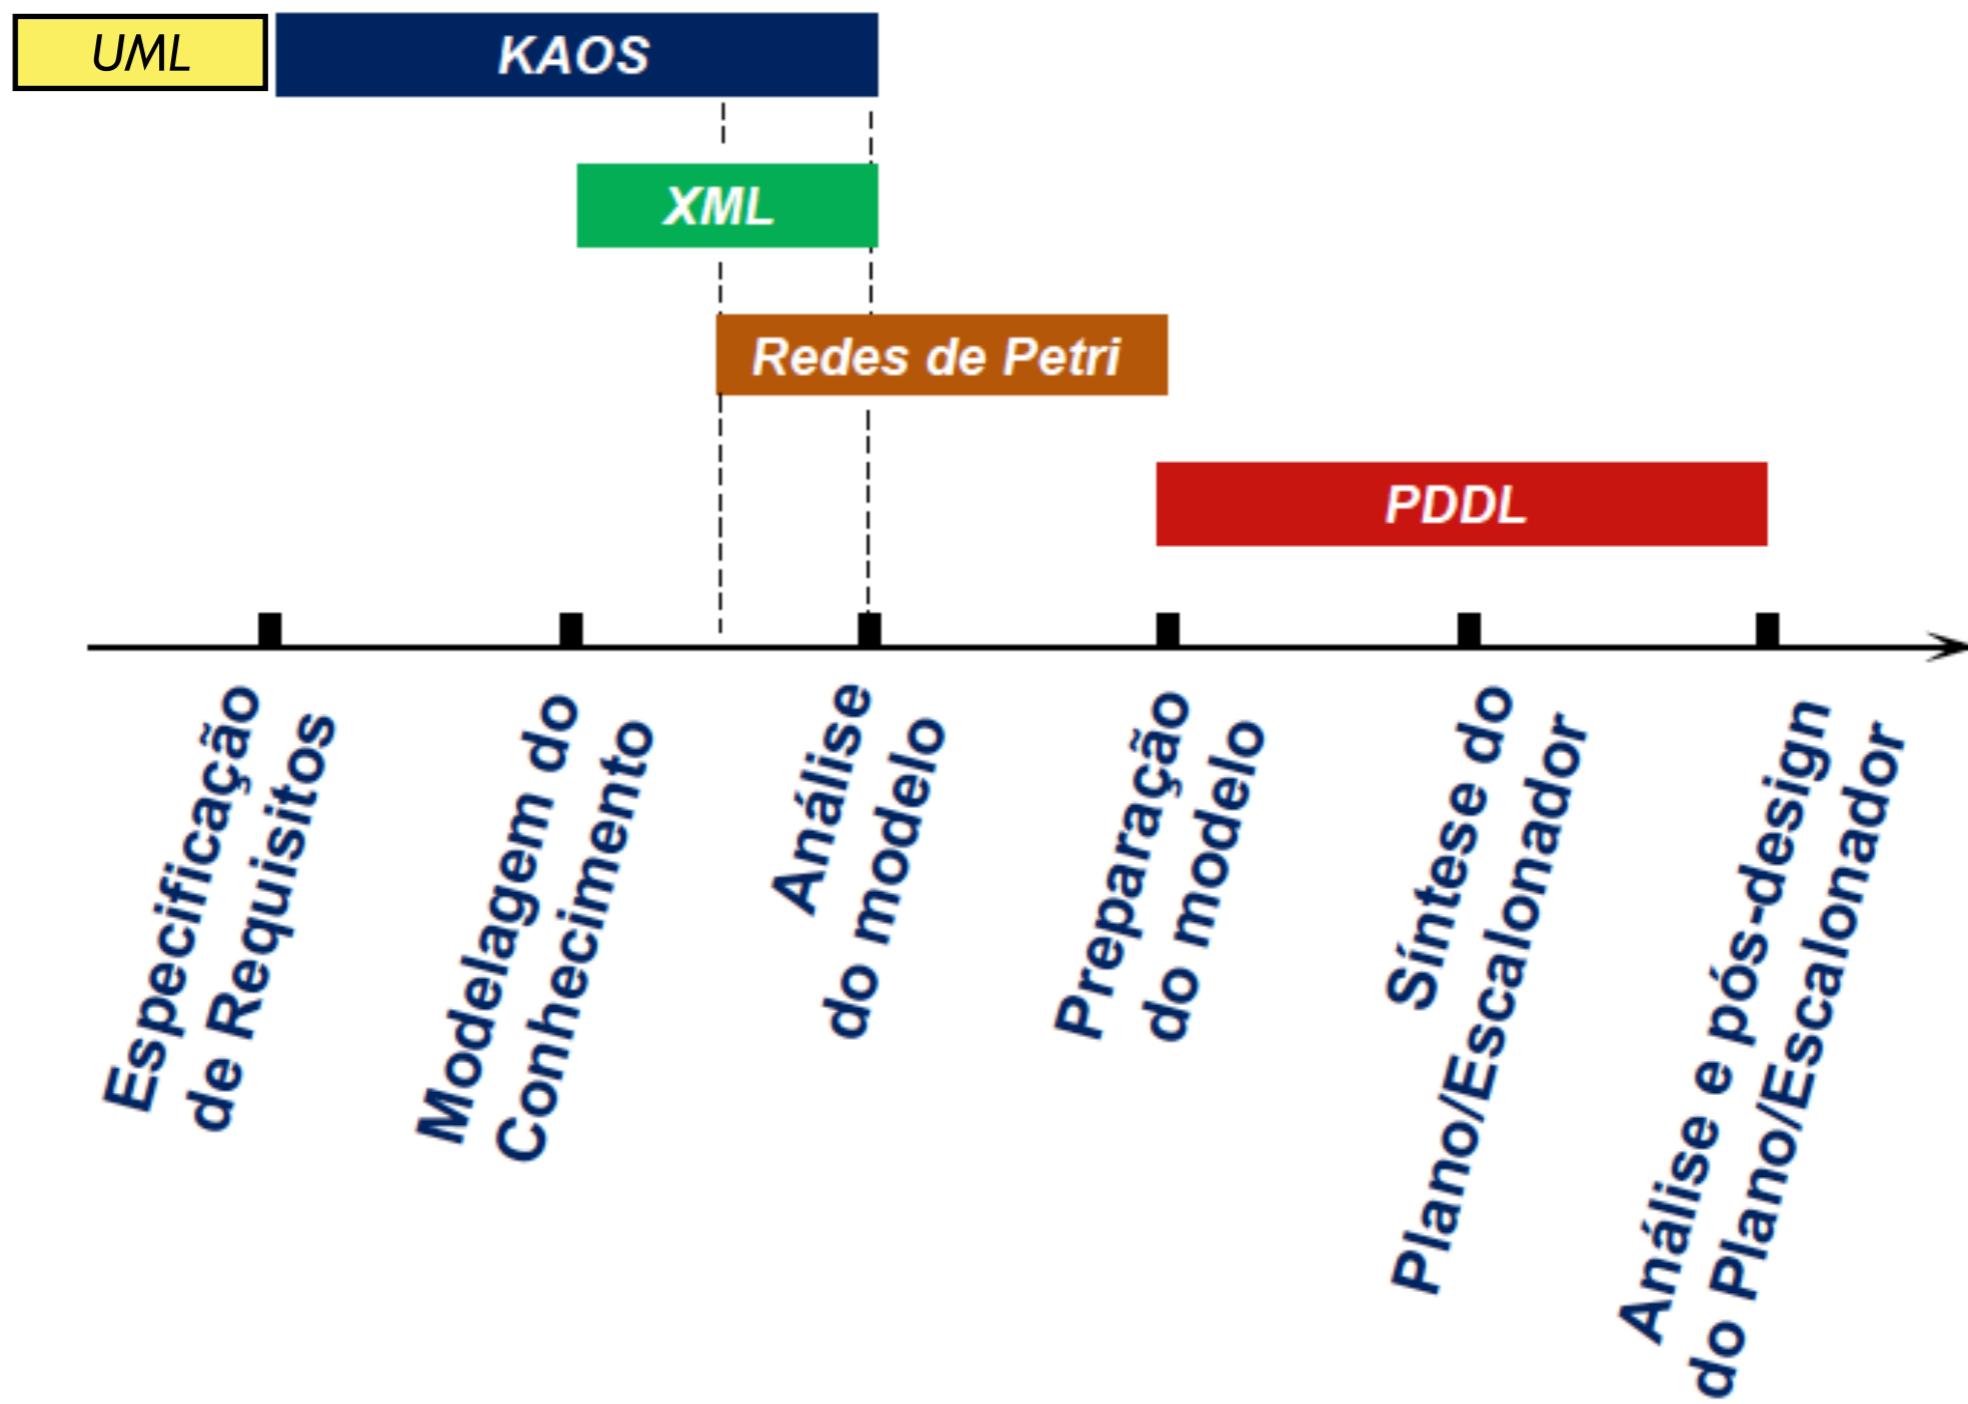 UML
KAOS
XML
Redes de Petri
PDDL
Especificação
de Requisitos
Modelagem do
Conhecimento
Análise
do modelo
Preparação
do modelo
Síntese do
Plano/Escalonador
Análise e pós-design
do Plano/Escalonador